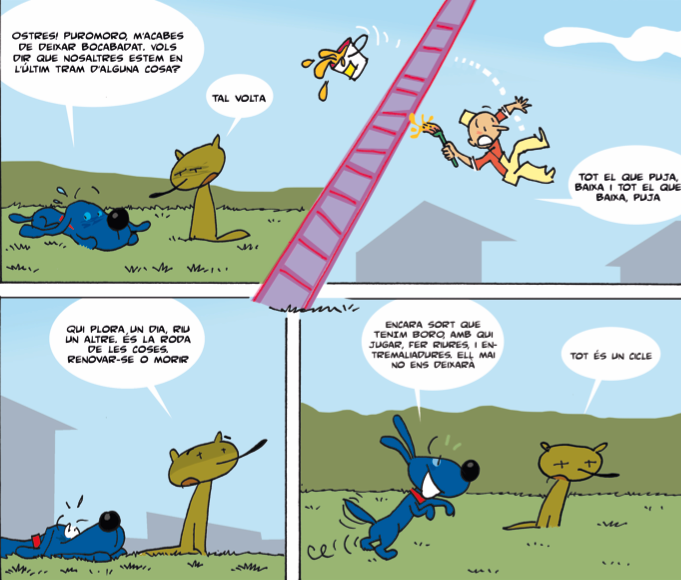 OSTRES! PUROMORO, M'ACABES
DE DEIXAR BOCABADAT. VOLS
DIR QUE NOSALTRES ESTEM EN
L'ÚLTIM TRAM D'ALGUNA COSA?
TAL VOLTA
TOT EL QUE PUJA,
BAIXA I TOT EL QUE
BAIXA, PUJA
QUI PLORA UN DIA, RIU
UN ALTRE. ÉS LA RODA
DE LES COSES.
RENOVAR-SE O MORIR
ENCARA SORT QUE
TENIM BORO, AMB QUI
JUGAR, FER RIURES, I EN-
TREMALIADURES. ELL MAI
NO ENS DEIXARÀ
TOT ÉS UN CICLE